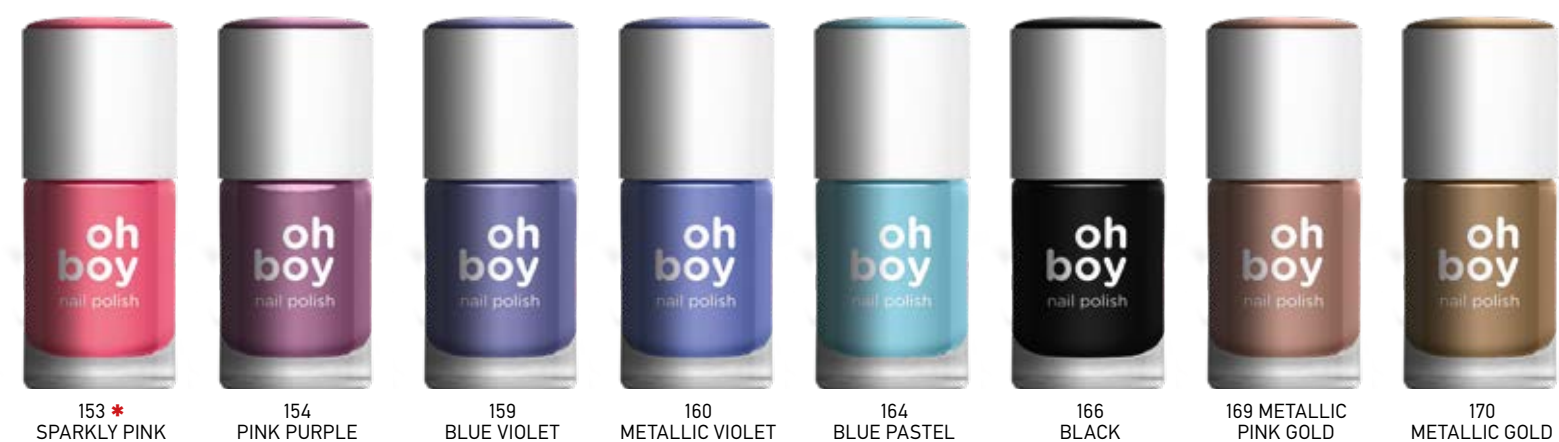 oh
boy
nail polish
oh
boy
nail polish
oh
boy
nail polish
oh
boy
nail polish
oh
boy
nail polish
oh
boy
nail polish
oh
boy
nail polish
oh
boy
nail polish
153 *
SPARKLY PINK
154
PINK PURPLE
159
BLUE VIOLET
160
METALLIC VIOLET
164
BLUE PASTEL
166
BLACK
169 METALLIC
PINK GOLD
170
METALLIC GOLD